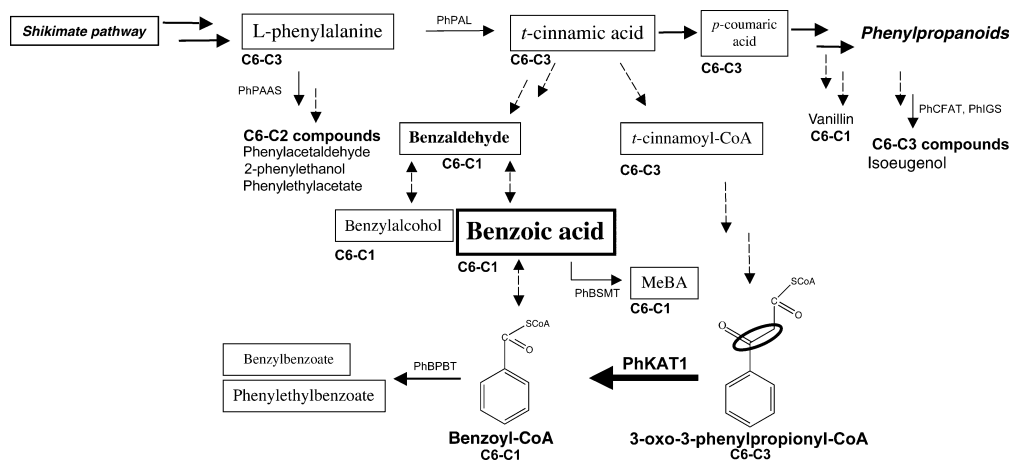 Shikimate pathway
L-phenylalanine
C6-C3
PhPAL
t-cinnamic acid
C6-C3
p-coumaric
acid
C6-C3
Phenylpropanoids
PhPAAS
C6-C2 compounds
Phenylacetaldehyde
2-phenylethanol
Phenylethylacetate
Benzaldehyde
C6-C1
t-cinnamoyl-CoA
C6-C3
Vanillin
C6-C1
PhCFAT, PhIGS
C6-C3 compounds
Isoeugenol
Benzylalcohol
C6-C1
Benzoic acid
C6-C1
PhBSMT
MeBA
C6-C1
SCoA
C
O
SCoA
C
O
O
Benzylbenzoate
Phenylethylbenzoate
PhBPBT
PhKAT1
Benzoyl-CoA
C6-C1
3-oxo-3-phenylpropionyl-CoA
C6-C3